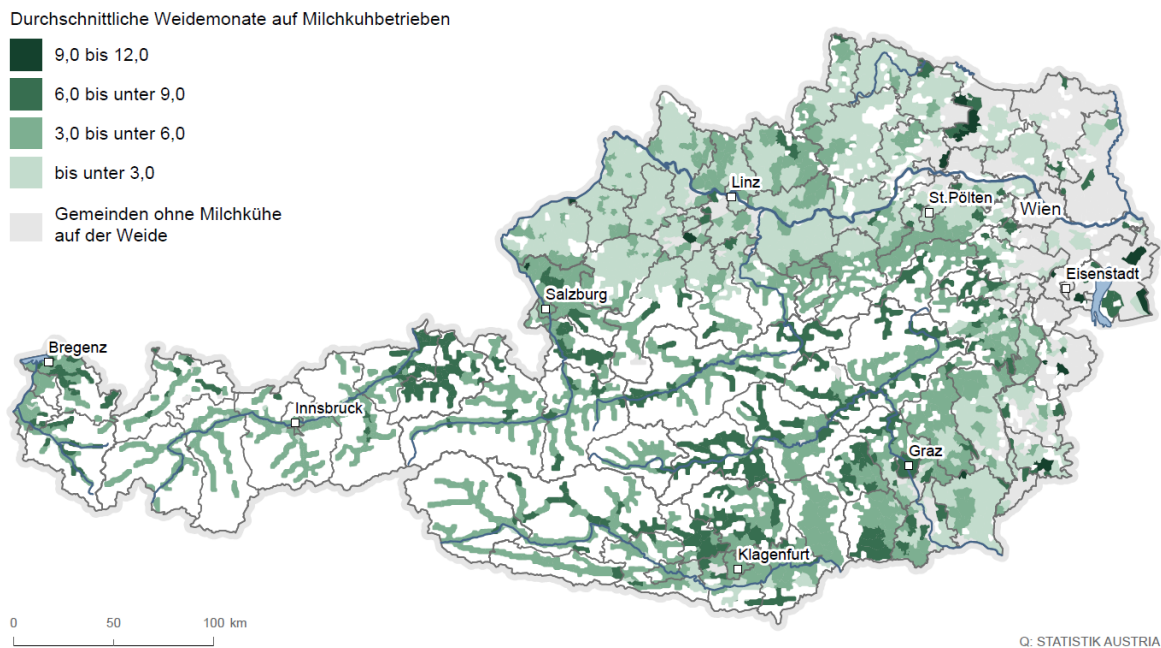 Durchschnittliche Weidemonate auf Milchkuhbetrieben
9,0 bis 12,0
6,0 bis unter 9,0
3,0 bis unter 6,0
bis unter 3,0
Gemeinden ohne Milchkühe
auf der Weide
Linz
St.Pölten
Wien
Eisenstadt
Salzburg
Bregenz
Innsbruck
Graz
Klagenfurt
0 50 100 km
Q: STATISTIK AUSTRIA